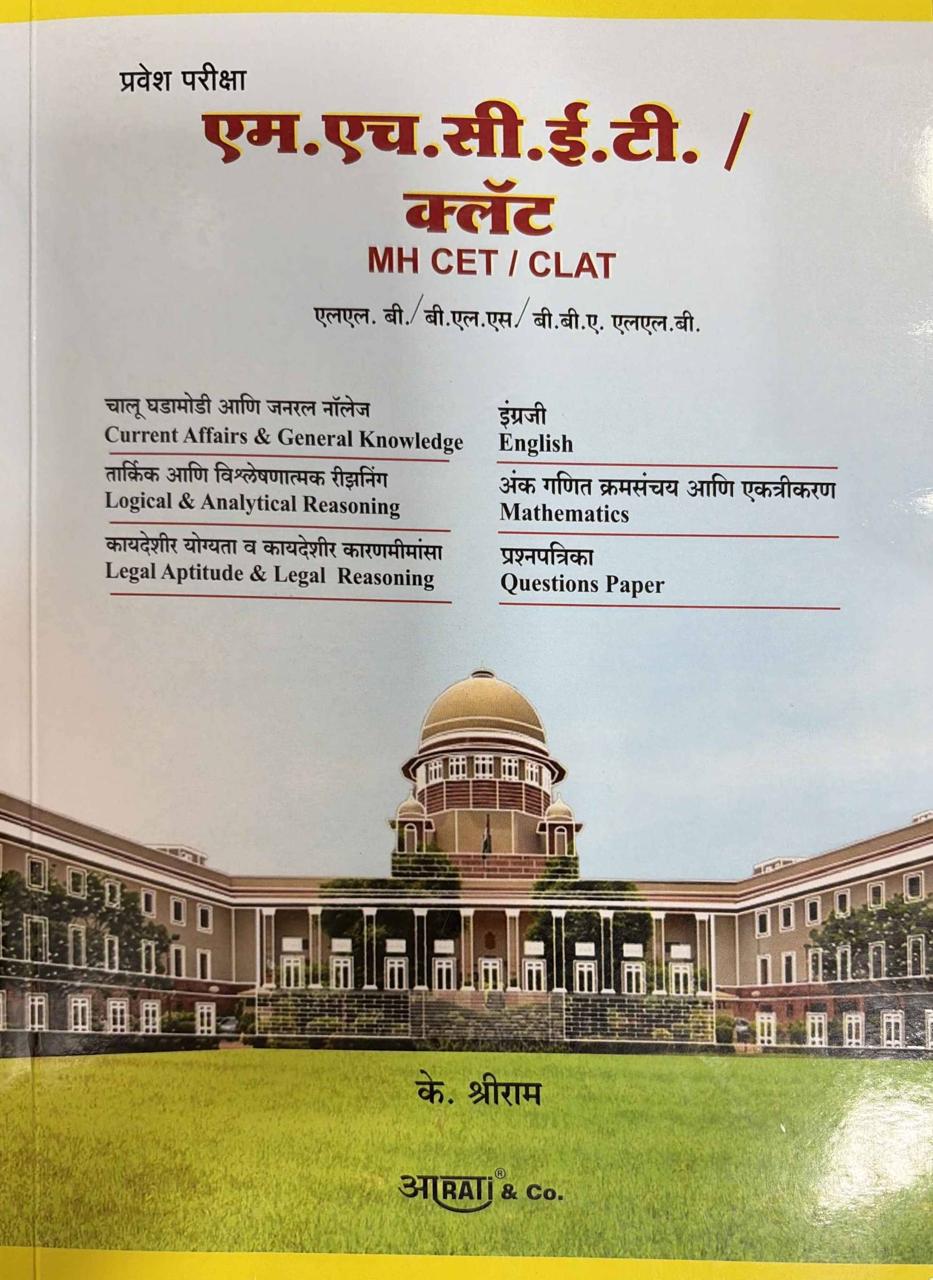 प्रवेश परीक्षा
एम.एच.सी.ई.टी. /
क्लॅट
MH CET / CLAT
एलएल. बी./बी.एल.एस/बी.बी.ए. एलएल.बी.
चालू घडामोडी आणि जनरल नॉलेज
Current Affairs & General Knowledge
तार्किक आणि विश्लेषणात्मक रीझनिंग
Logical & Analytical Reasoning
कायदेशीर योग्यता व कायदेशीर कारणमीमांसा
Legal Aptitude & Legal Reasoning
इंग्रजी
English
अंक गणित क्रमसंचय आणि एकत्रीकरण
Mathematics
प्रश्नपत्रिका
Questions Paper
के. श्रीराम
आRATI® & Co.